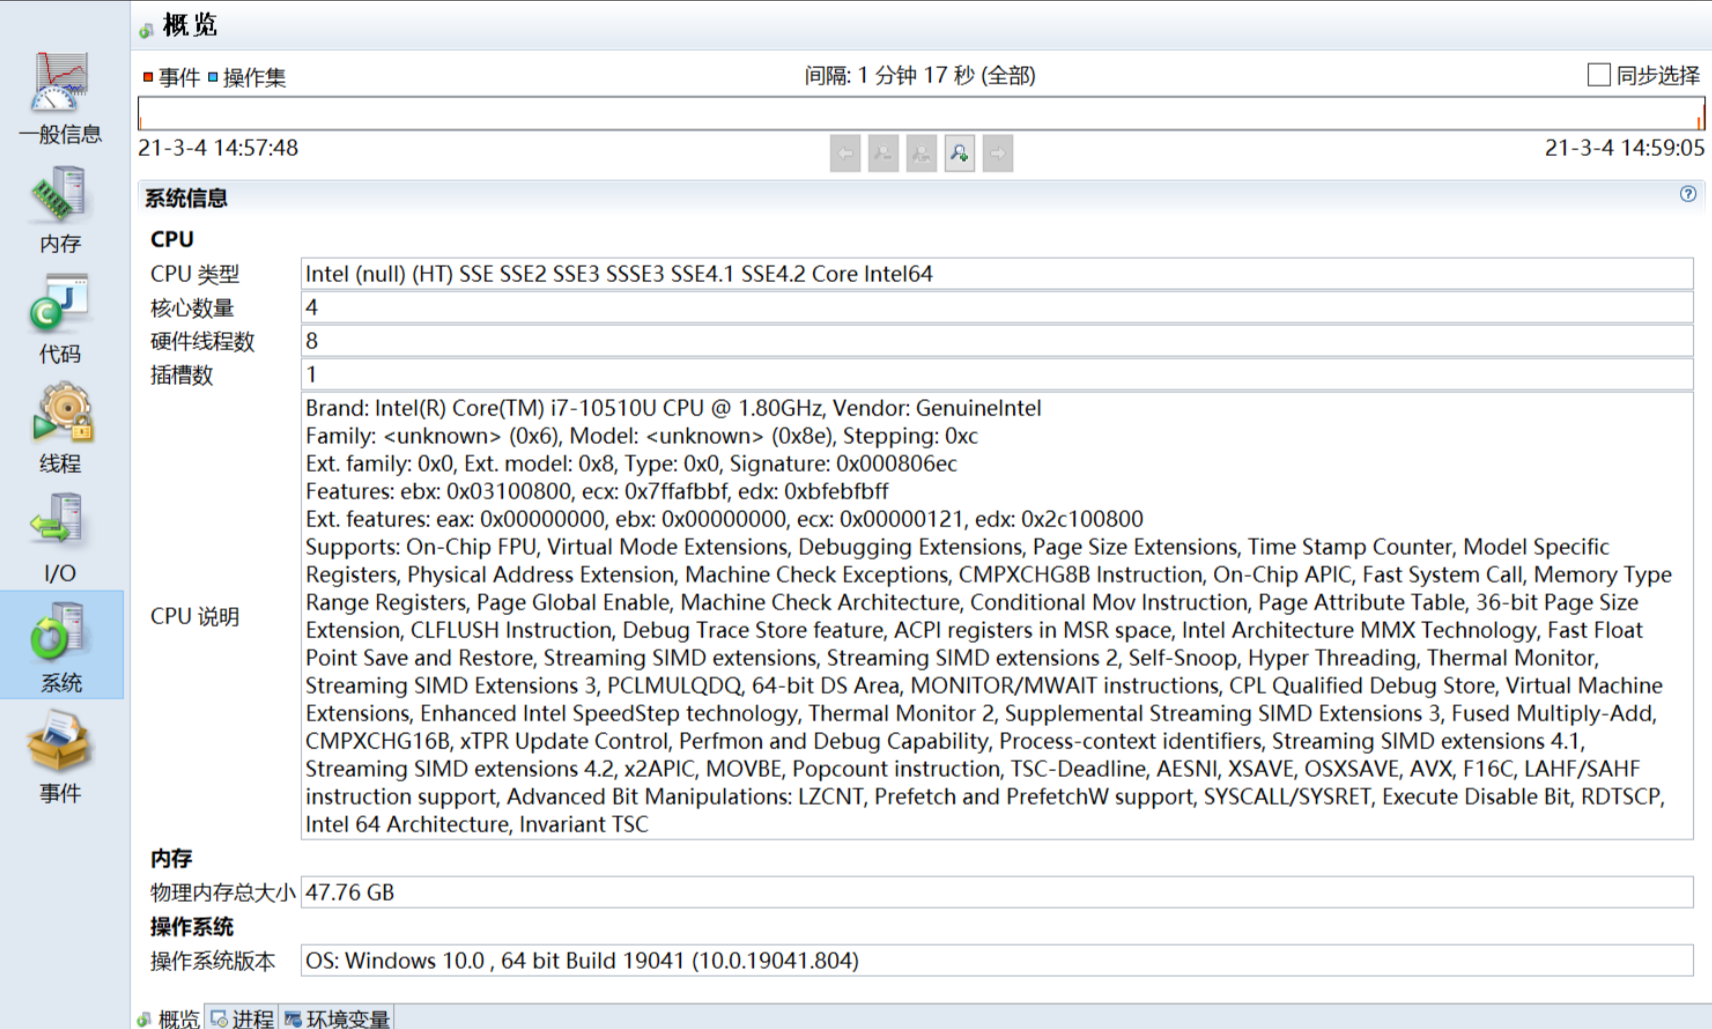 概览
事件 操作集 间隔: 1 分钟 17 秒 (全部) 同步选择
21-3-4 14:57:48 21-3-4 14:59:05
一般信息
内存
代码
线程
I/O
系统
事件
系统信息
CPU
CPU 类型 Intel (null) (HT) SSE SSE2 SSE3 SSSE3 SSE4.1 SSE4.2 Core Intel64
核心数量 4
硬件线程数 8
插槽数 1
CPU 说明
Brand: Intel(R) Core(TM) i7-10510U CPU @ 1.80GHz, Vendor: GenuineIntel
Family: <unknown> (0x6), Model: <unknown> (0x8e), Stepping: 0xc
Ext. family: 0x0, Ext. model: 0x8, Type: 0x0, Signature: 0x000806ec
Features: ebx: 0x03100800, ecx: 0x7ffafbbf, edx: 0xbfebfbff
Ext. features: eax: 0x00000000, ebx: 0x00000000, ecx: 0x00000121, edx: 0x2c100800
Supports: On-Chip FPU, Virtual Mode Extensions, Debugging Extensions, Page Size Extensions, Time Stamp Counter, Model Specific
Registers, Physical Address Extension, Machine Check Exceptions, CMPXCHG8B Instruction, On-Chip APIC, Fast System Call, Memory Type
Range Registers, Page Global Enable, Machine Check Architecture, Conditional Mov Instruction, Page Attribute Table, 36-bit Page Size
Extension, CLFLUSH Instruction, Debug Trace Store feature, ACPI registers in MSR space, Intel Architecture MMX Technology, Fast Float
Point Save and Restore, Streaming SIMD extensions, Streaming SIMD extensions 2, Self-Snoop, Hyper Threading, Thermal Monitor,
Streaming SIMD Extensions 3, PCLMULQDQ, 64-bit DS Area, MONITOR/MWAIT instructions, CPL Qualified Debug Store, Virtual Machine
Extensions, Enhanced Intel SpeedStep technology, Thermal Monitor 2, Supplemental Streaming SIMD Extensions 3, Fused Multiply-Add,
CMPXCHG16B, xTPR Update Control, Perfmon and Debug Capability, Process-context identifiers, Streaming SIMD extensions 4.1,
Streaming SIMD extensions 4.2, x2APIC, MOVBE, Popcount instruction, TSC-Deadline, AESNI, XSAVE, OSXSAVE, AVX, F16C, LAHF/SAHF
instruction support, Advanced Bit Manipulations: LZCNT, Prefetch and PrefetchW support, SYSCALL/SYSRET, Execute Disable Bit, RDTSCP,
Intel 64 Architecture, Invariant TSC
内存
物理内存总大小 47.76 GB
操作系统
操作系统版本 OS: Windows 10.0 , 64 bit Build 19041 (10.0.19041.804)
概览 进程 环境变量